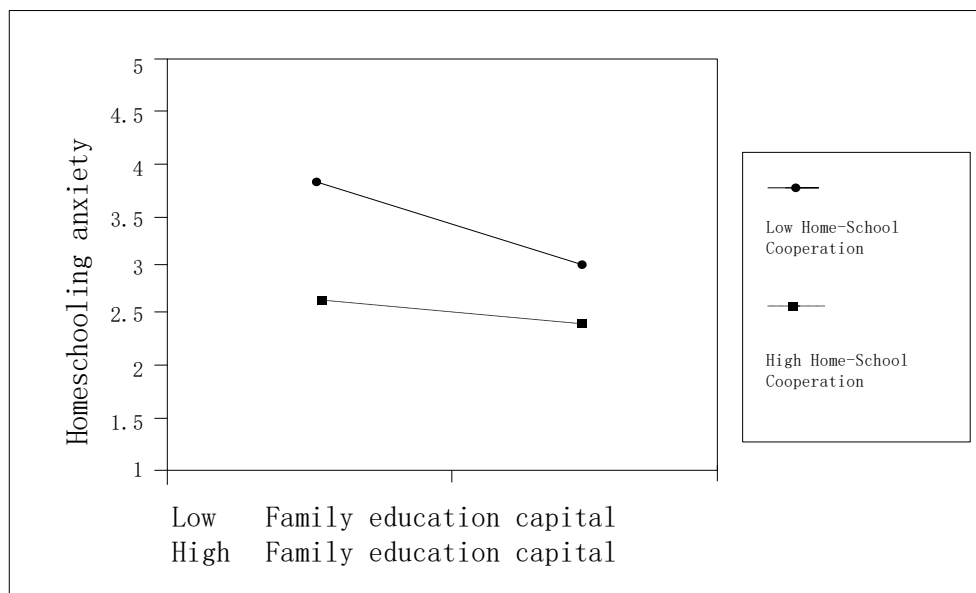 5
4.5
4
3.5
3
2.5
2
1.5
1
Homeschooling anxiety
Low Family education capital
High Family education capital
Low Home-School
Cooperation
High Home-School
Cooperation